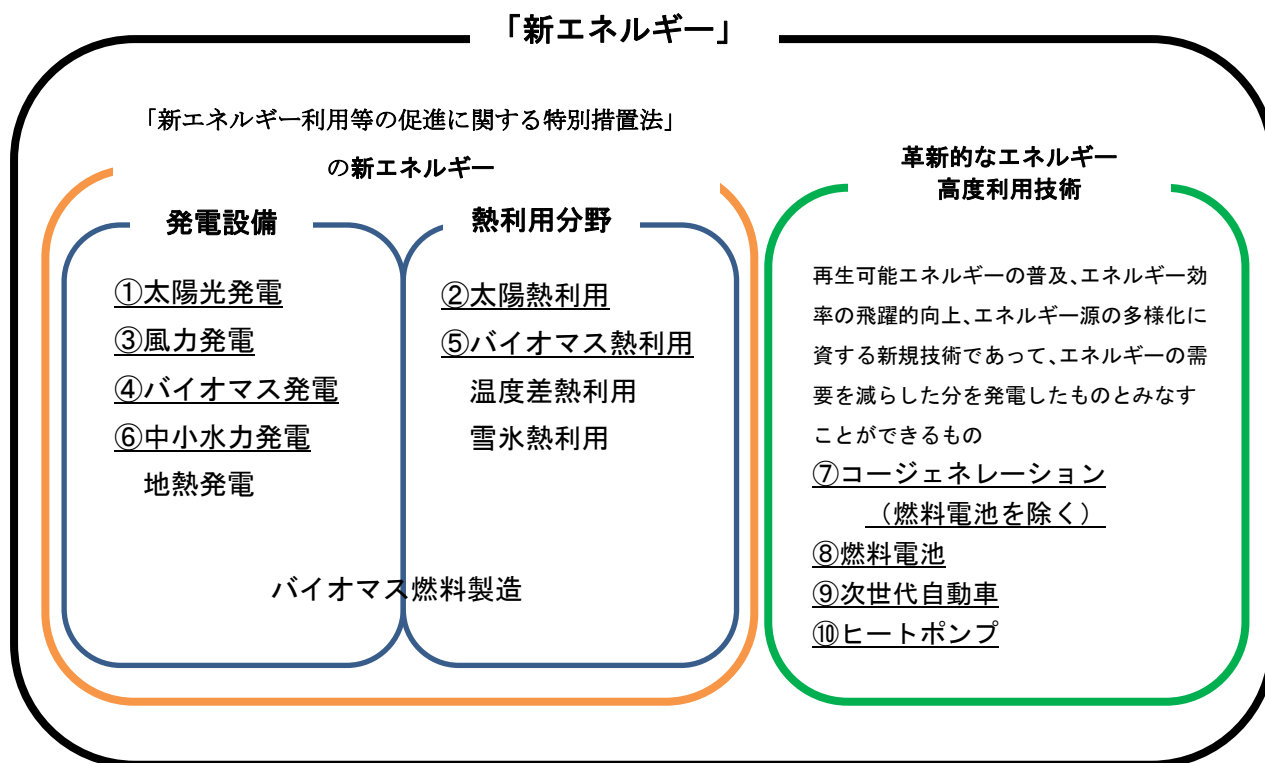 「新エネルギー」
「新エネルギー利用等の促進に関する特別措置法」
の新エネルギー
発電設備
①太陽光発電
③風力発電
④バイオマス発電
⑥中小水力発電
地熱発電
熱利用分野
②太陽熱利用
⑤バイオマス熱利用
温度差熱利用
雪氷熱利用
バイオマス燃料製造
革新的なエネルギー
高度利用技術
再生可能エネルギーの普及、エネルギー効
率の飛躍的向上、エネルギー源の多様化に
資する新規技術であって、エネルギーの需
要を減らした分を発電したものとみなす
ことができるもの
⑦コージェネレーション
（燃料電池を除く）
⑧燃料電池
⑨次世代自動車
⑩ヒートポンプ